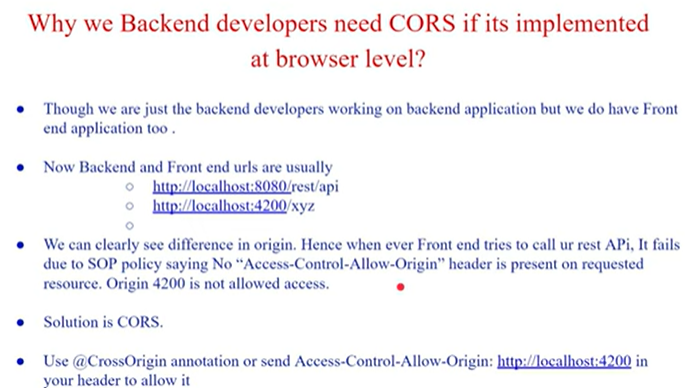 Why we Backend developers need CORS if its implemented
at browser level?
Though we are just the backend developers working on backend application but we do have Front
end application too .
Now Backend and Front end urls are usually
http://localhost:8080/rest/api
http://localhost:4200/xyz
We can clearly see difference in origin. Hence when ever Front end tries to call ur rest APi, It fails
due to SOP policy saying No “Access-Control-Allow-Origin” header is present on requested
resource. Origin 4200 is not allowed access.
Solution is CORS.
Use @CrossOrigin annotation or send Access-Control-Allow-Origin: http://localhost:4200 in
your header to allow it